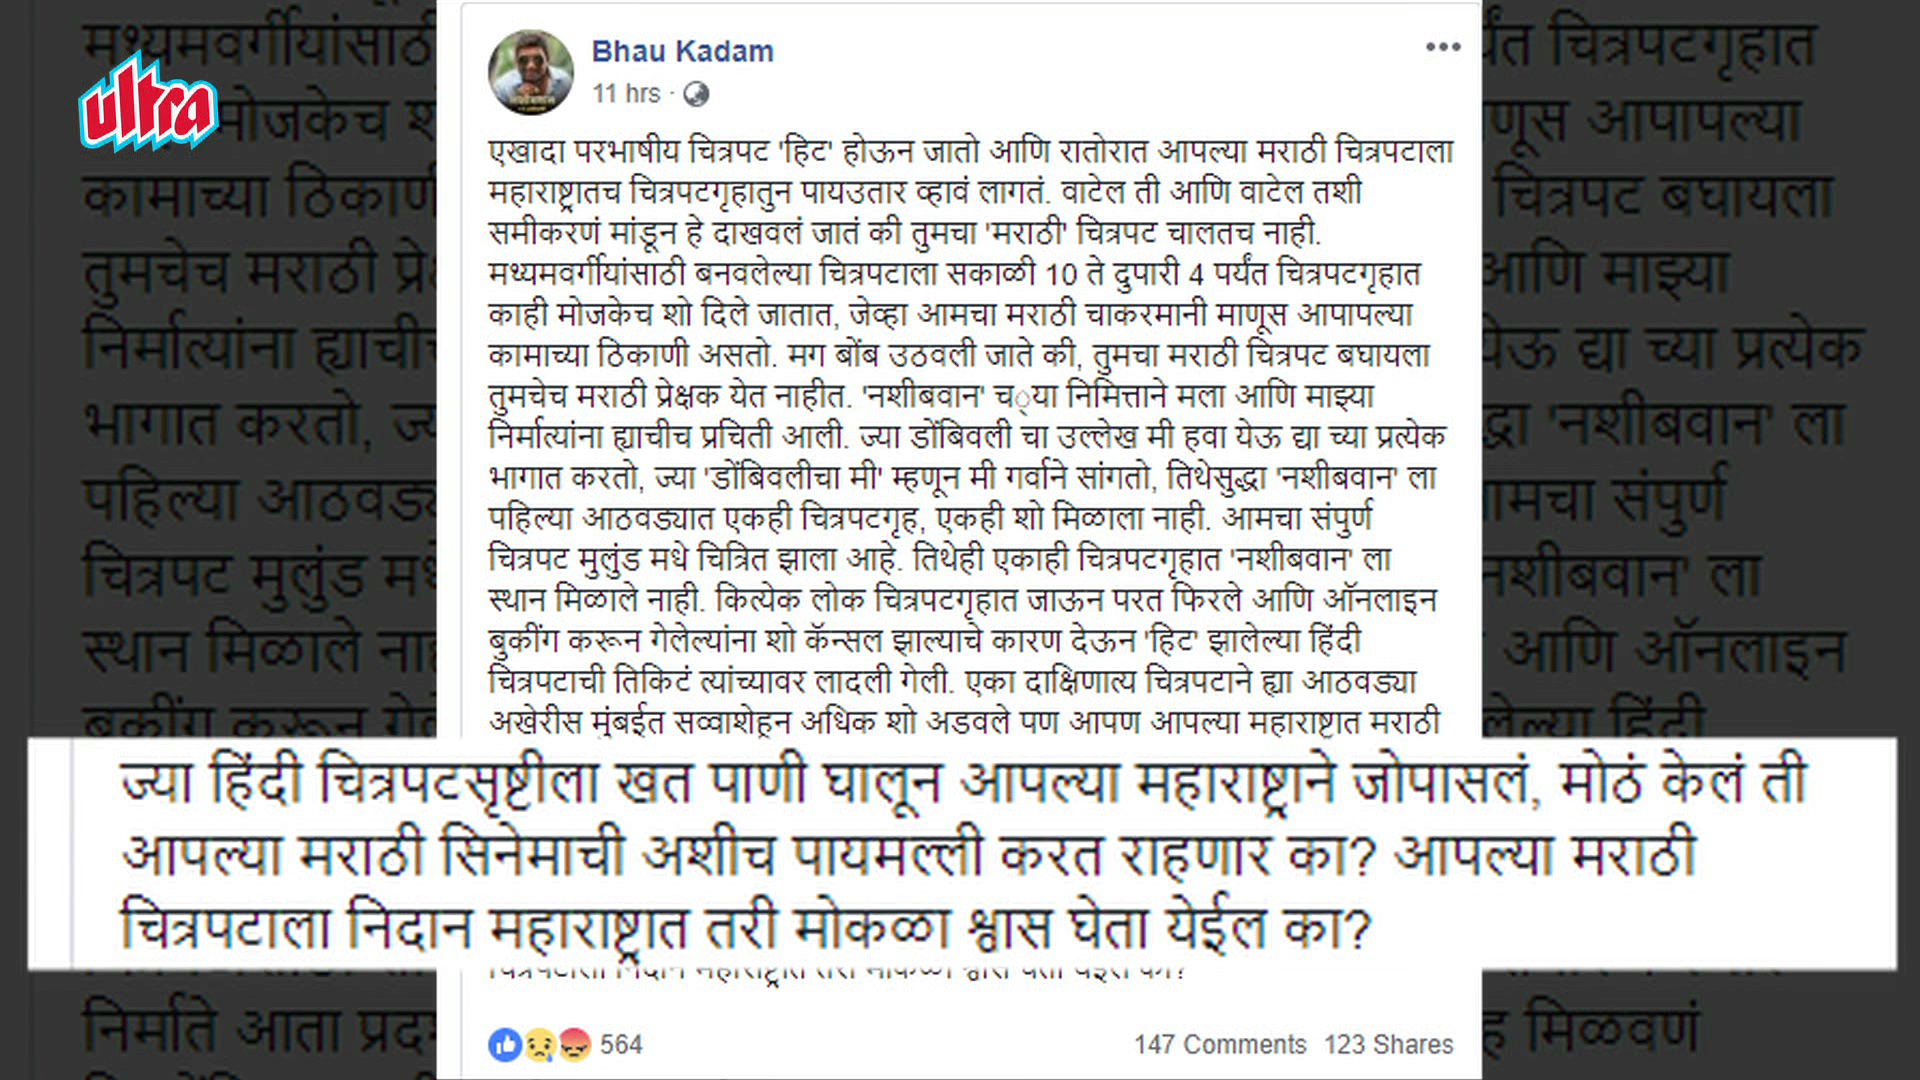 ultra
Bhau Kadam
11 hrs ·
एखादा परभाषीय चित्रपट 'हिट' होऊन जातो आणि रातोरात आपल्या मराठी चित्रपटाला
महाराष्ट्रातच चित्रपटगृहातुन पायउतार व्हावं लागतं. वाटेल ती आणि वाटेल तशी
समीकरणं मांडून हे दाखवलं जातं की तुमचा 'मराठी' चित्रपट चालतच नाही.
मध्यमवर्गीयांसाठी बनवलेल्या चित्रपटाला सकाळी 10 ते दुपारी 4 पर्यंत चित्रपटगृहात
काही मोजकेच शो दिले जातात, जेव्हा आमचा मराठी चाकरमानी माणूस आपापल्या
कामाच्या ठिकाणी असतो. मग बोंब उठवली जाते की, तुमचा मराठी चित्रपट बघायला
तुमचेच मराठी प्रेक्षक येत नाहीत. 'नशीबवान' च्या निमित्ताने मला आणि माझ्या
निर्मात्यांना ह्याचीच प्रचिती आली. ज्या डोंबिवली चा उल्लेख मी हवा येऊ द्या च्या प्रत्येक
भागात करतो, ज्या 'डोंबिवलीचा मी' म्हणून मी गर्वाने सांगतो, तिथेसुद्धा 'नशीबवान' ला
पहिल्या आठवड्यात एकही चित्रपटगृह, एकही शो मिळाला नाही. आमचा संपुर्ण
चित्रपट मुलुंड मधे चित्रित झाला आहे. तिथेही एकाही चित्रपटगृहात 'नशीबवान' ला
स्थान मिळाले नाही. कित्येक लोक चित्रपटगृहात जाऊन परत फिरले आणि ऑनलाइन
बुकींग करून गेलेल्यांना शो कॅन्सल झाल्याचे कारण देऊन 'हिट' झालेल्या हिंदी
चित्रपटाची तिकिटं त्यांच्यावर लादली गेली. एका दाक्षिणात्य चित्रपटाने ह्या आठवड्या
अखेरीस मुंबईत सव्वाशेहून अधिक शो अडवले पण आपण आपल्या महाराष्ट्रात मराठी
ज्या हिंदी चित्रपटसृष्टीला खत पाणी घालून आपल्या महाराष्ट्राने जोपासलं, मोठं केलं ती
आपल्या मराठी सिनेमाची अशीच पायमल्ली करत राहणार का? आपल्या मराठी
चित्रपटाला निदान महाराष्ट्रात तरी मोकळा श्वास घेता येईल का?
564
147 Comments 123 Shares